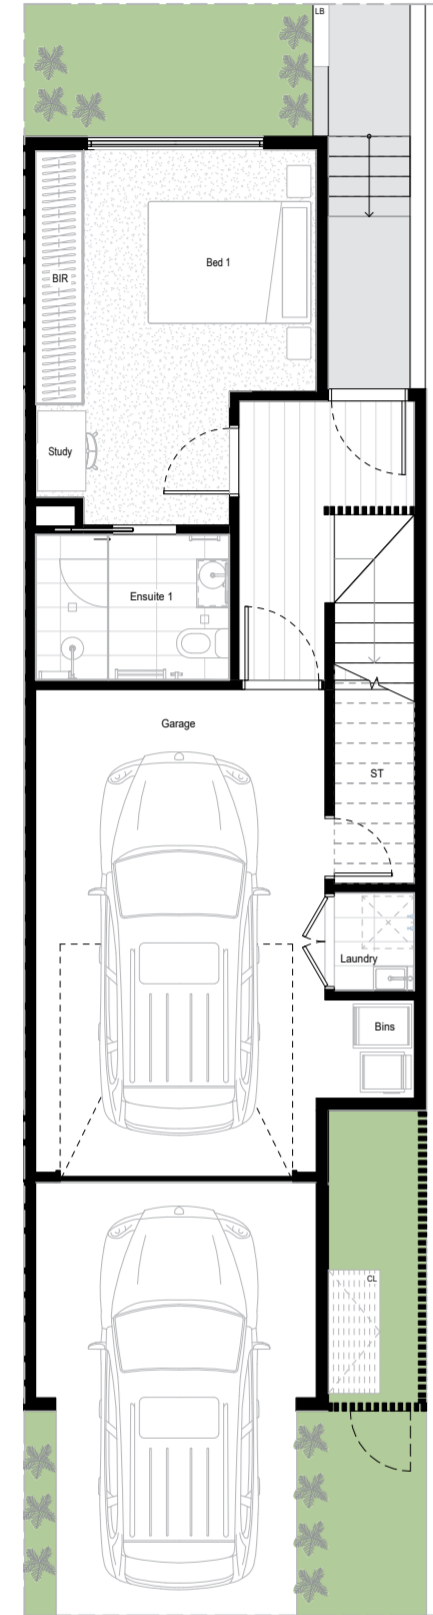 LB
Bed 1
BIR
Study
Ensuite 1
Garage
ST
Laundry
Bins
CL